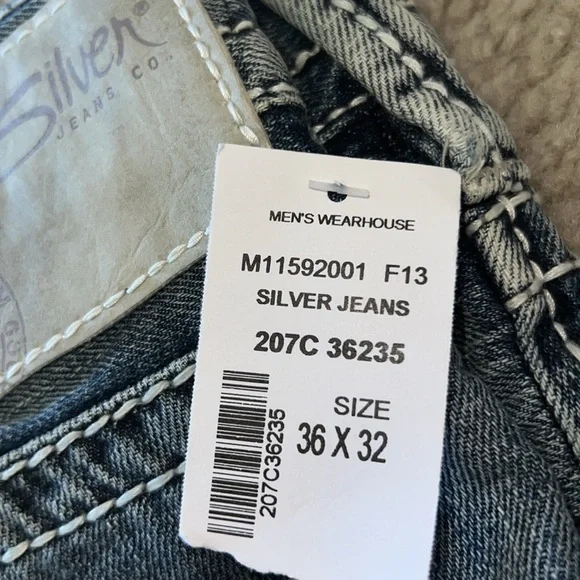 Silver®
JEANS CO.
MEN'S WEARHOUSE
M11592001 F13
SILVER JEANS
207C 36235
SIZE
36 X 32
207C36235